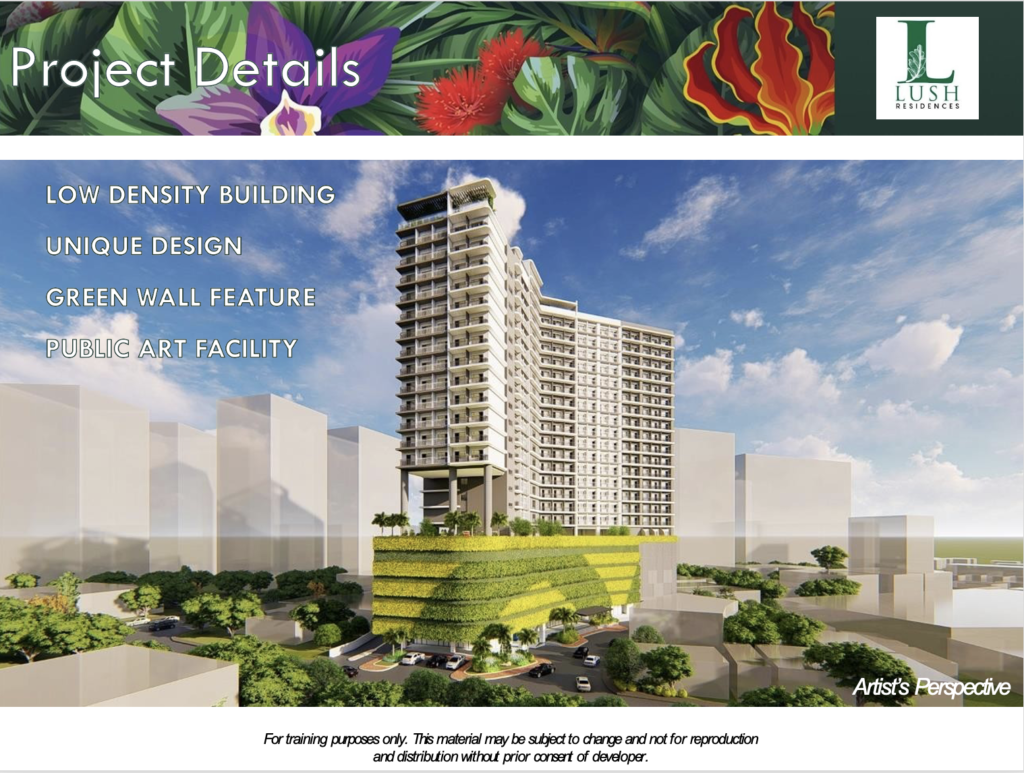 Project Details
L
LUSH
RESIDENCES
LOW DENSITY BUILDING
UNIQUE DESIGN
GREEN WALL FEATURE
PUBLIC ART FACILITY
Artist's Perspective
For training purposes only. This material may be subject to change and not for reproduction
and distribution without prior consent of developer.